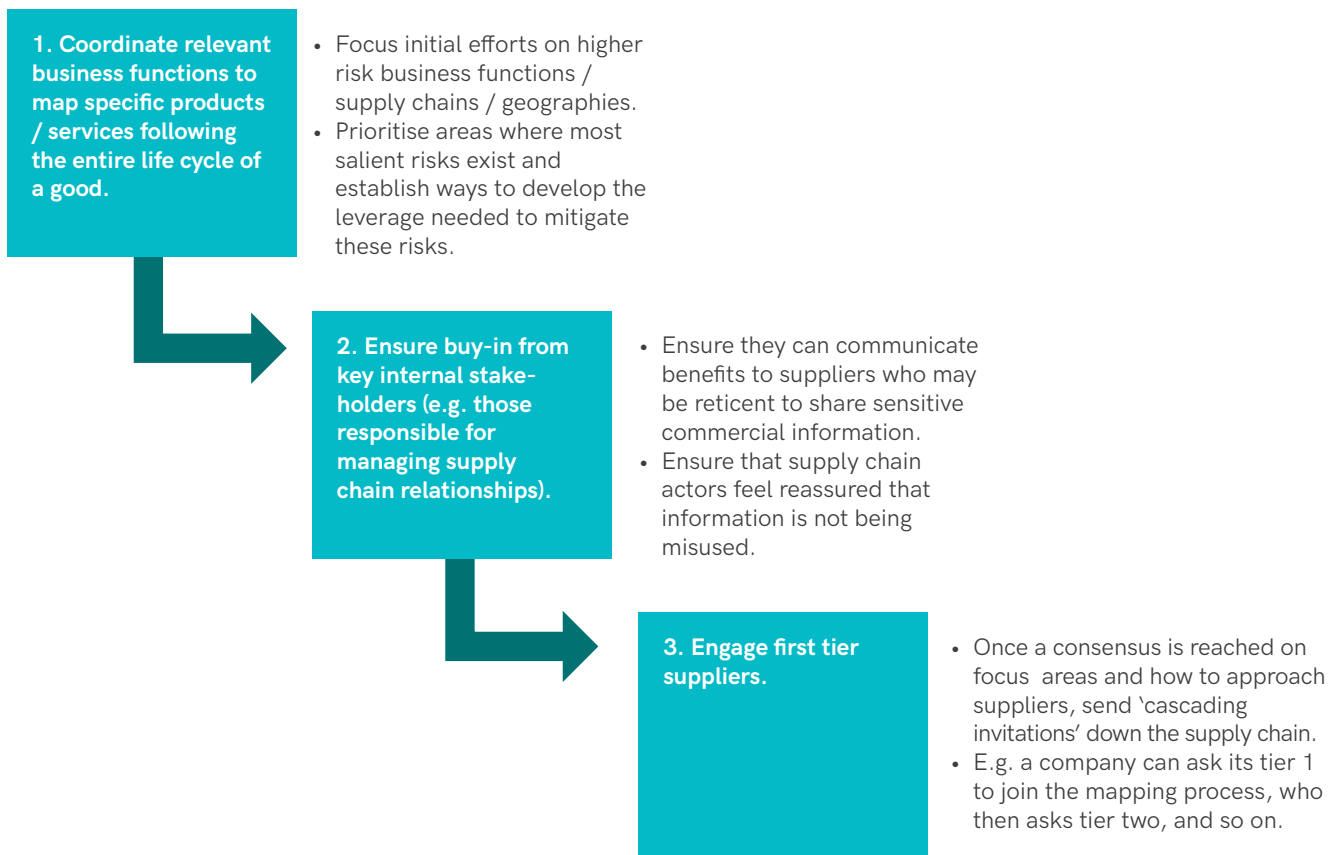 1. Coordinate relevant
business functions to
map specific products
/ services following
the entire life cycle of
a good.
• Focus initial efforts on higher
risk business functions /
supply chains / geographies.
• Prioritise areas where most
salient risks exist and
establish ways to develop the
leverage needed to mitigate
these risks.
2. Ensure buy-in from
key internal stake-
holders (e.g. those
responsible for
managing supply
chain relationships).
• Ensure they can communicate
benefits to suppliers who may
be reticent to share sensitive
commercial information.
• Ensure that supply chain
actors feel reassured that
information is not being
misused.
3. Engage first tier
suppliers.
• Once a consensus is reached on
focus areas and how to approach
suppliers, send ‘cascading
invitations’ down the supply chain.
• E.g. a company can ask its tier 1
to join the mapping process, who
then asks tier two, and so on.